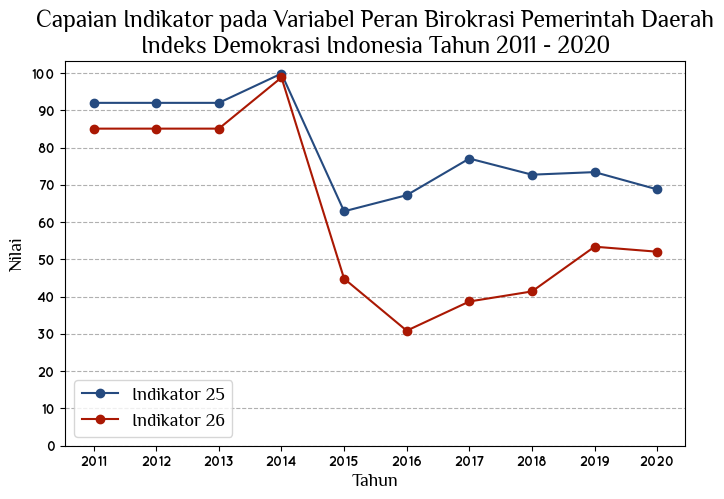 Capaian Indikator pada Variabel Peran Birokrasi Pemerintah Daerah
Indeks Demokrasi Indonesia Tahun 2011 - 2020
Nilai
100
90
80
70
60
50
40
30
20
10
0
Indikator 25
Indikator 26
2011 2012 2013 2014 2015 2016 2017 2018 2019 2020
Tahun